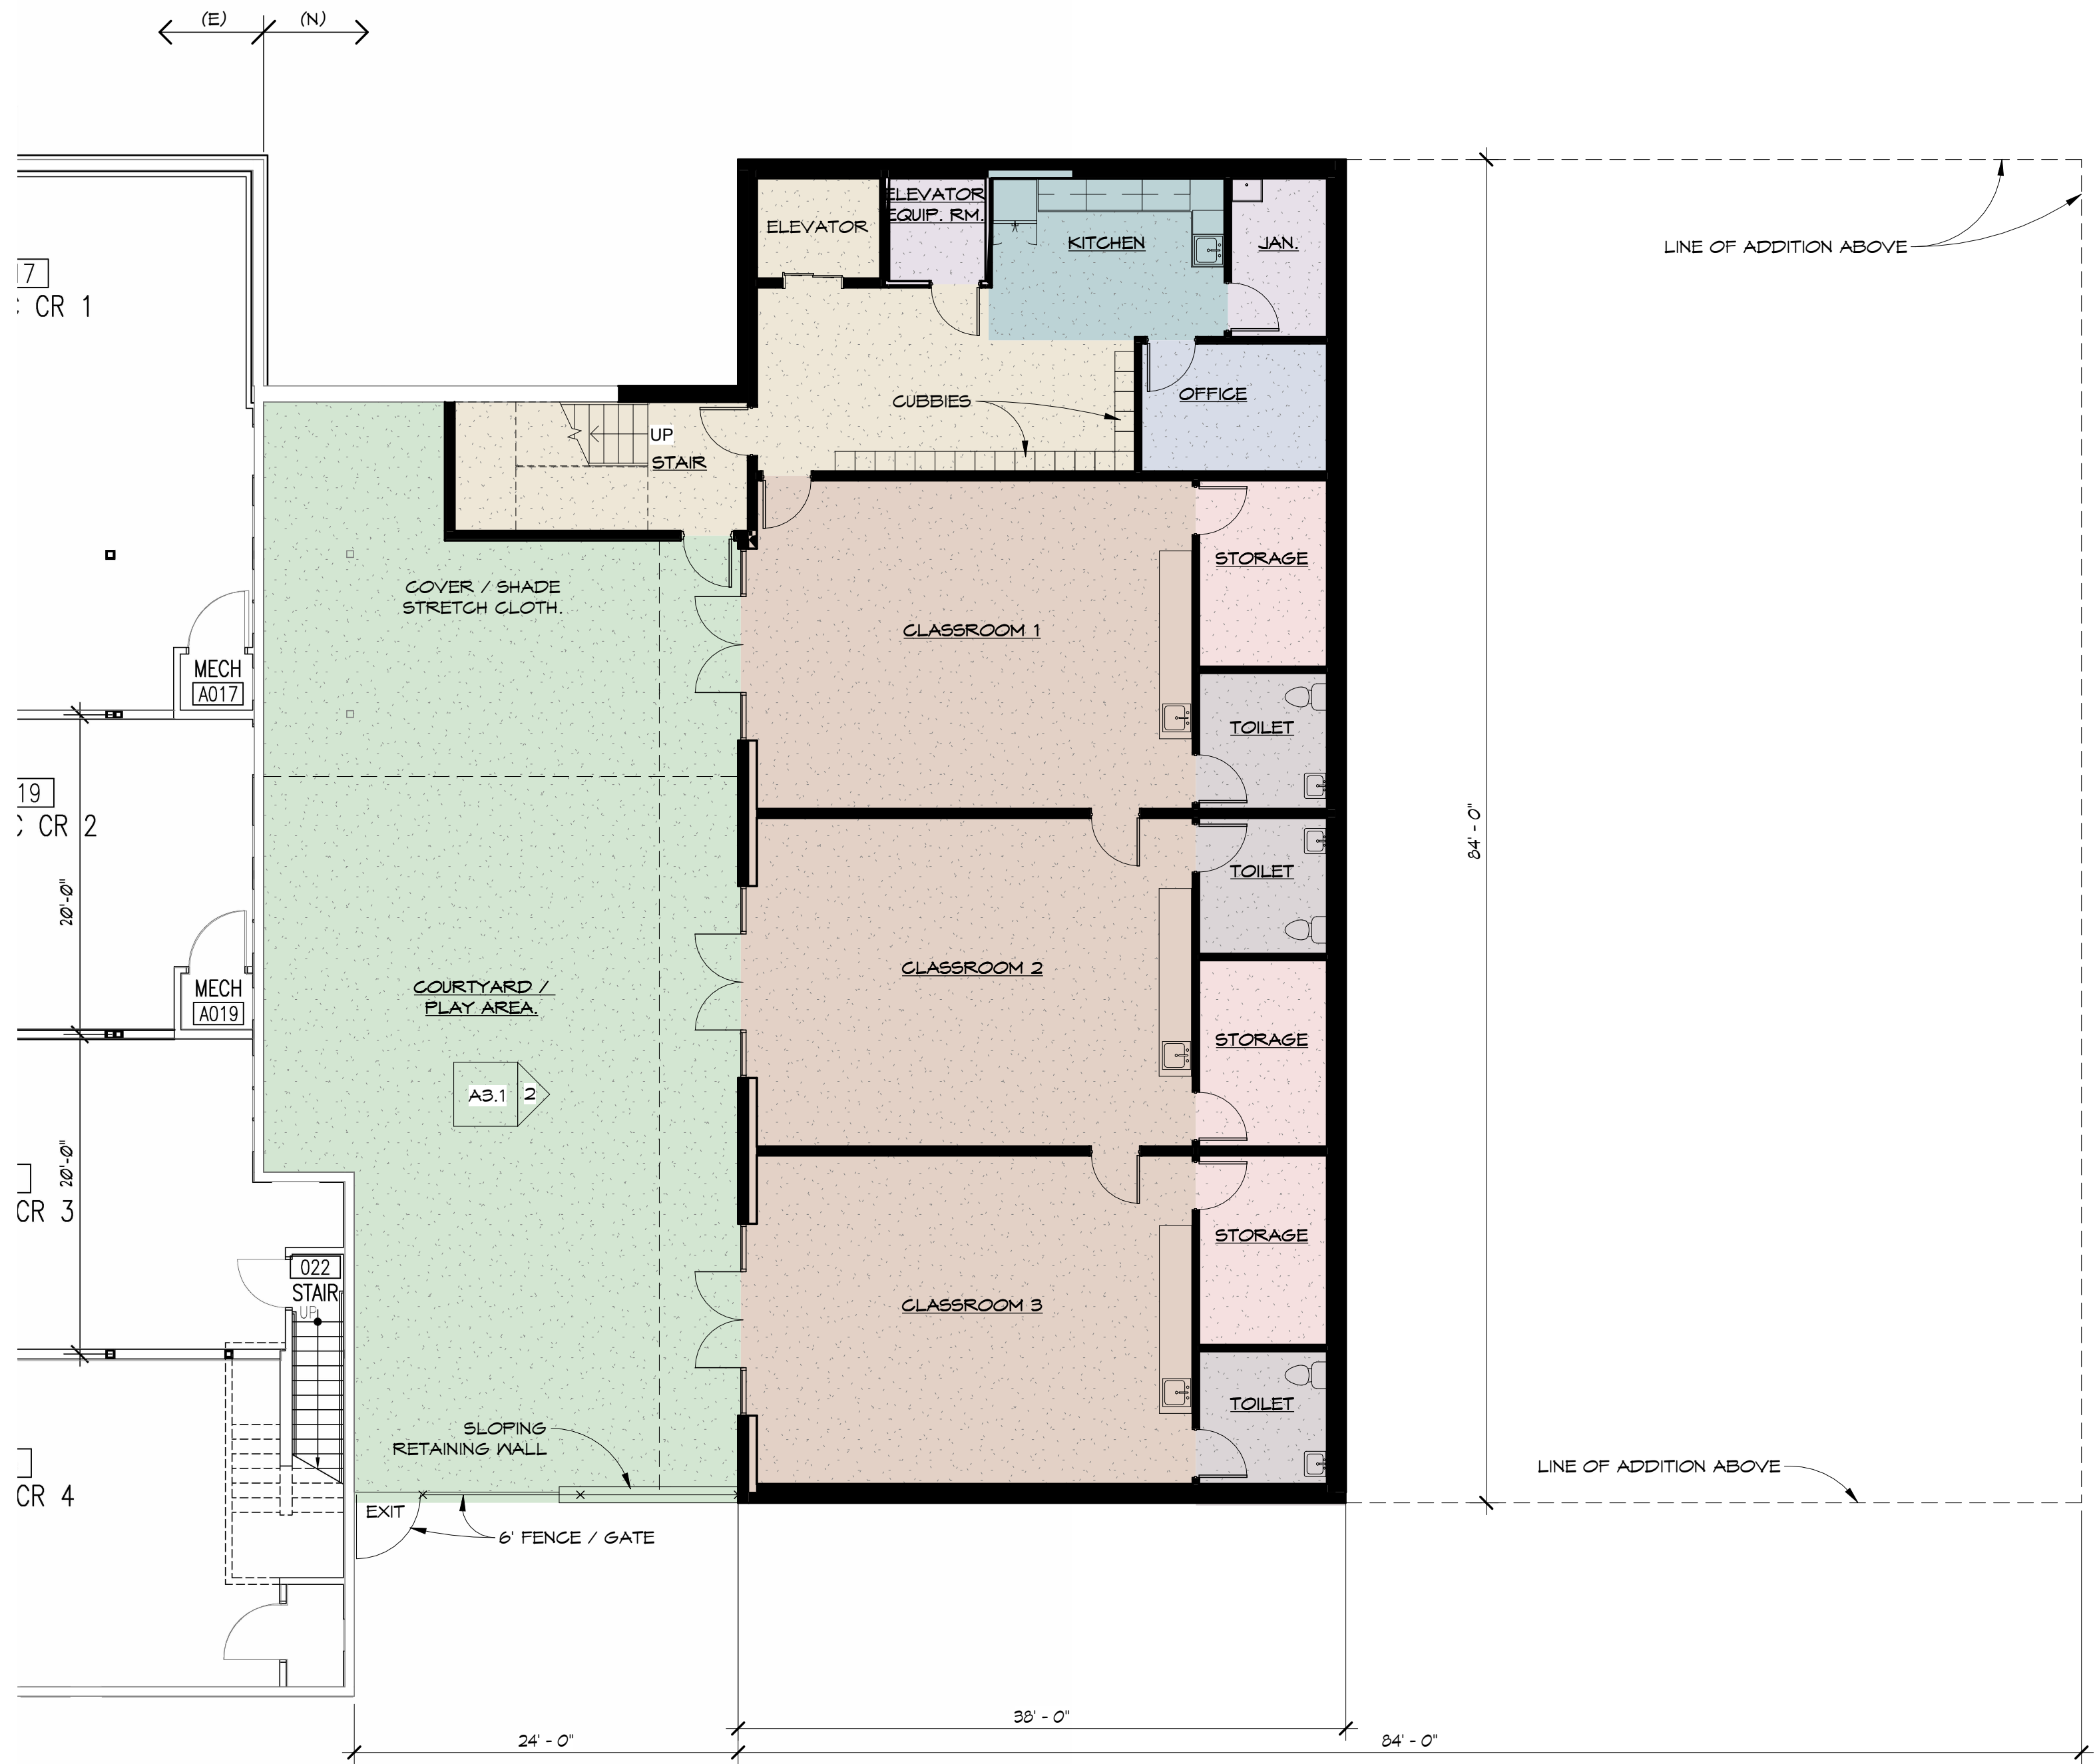 (E)
(N)
ELEVATOR
ELEVATOR
EQUIP. RM.
KITCHEN
JAN.
LINE OF ADDITION ABOVE
17
CR 1
CUBBIES
OFFICE
UP
STAIR
STORAGE
COVER / SHADE
STRETCH CLOTH.
CLASSROOM 1
MECH
A017
TOILET
19
C CR 2
84' - 0"
20'-0"
TOILET
CLASSROOM 2
COURTYARD /
PLAY AREA.
MECH
A019
STORAGE
A3.1
2
20'-0"
CR 3
STORAGE
022
STAIR
UP
CLASSROOM 3
TOILET
SLOPING
RETAINING WALL
LINE OF ADDITION ABOVE
CR 4
EXIT
6' FENCE / GATE
38' - 0"
24' - 0"
84' - 0"